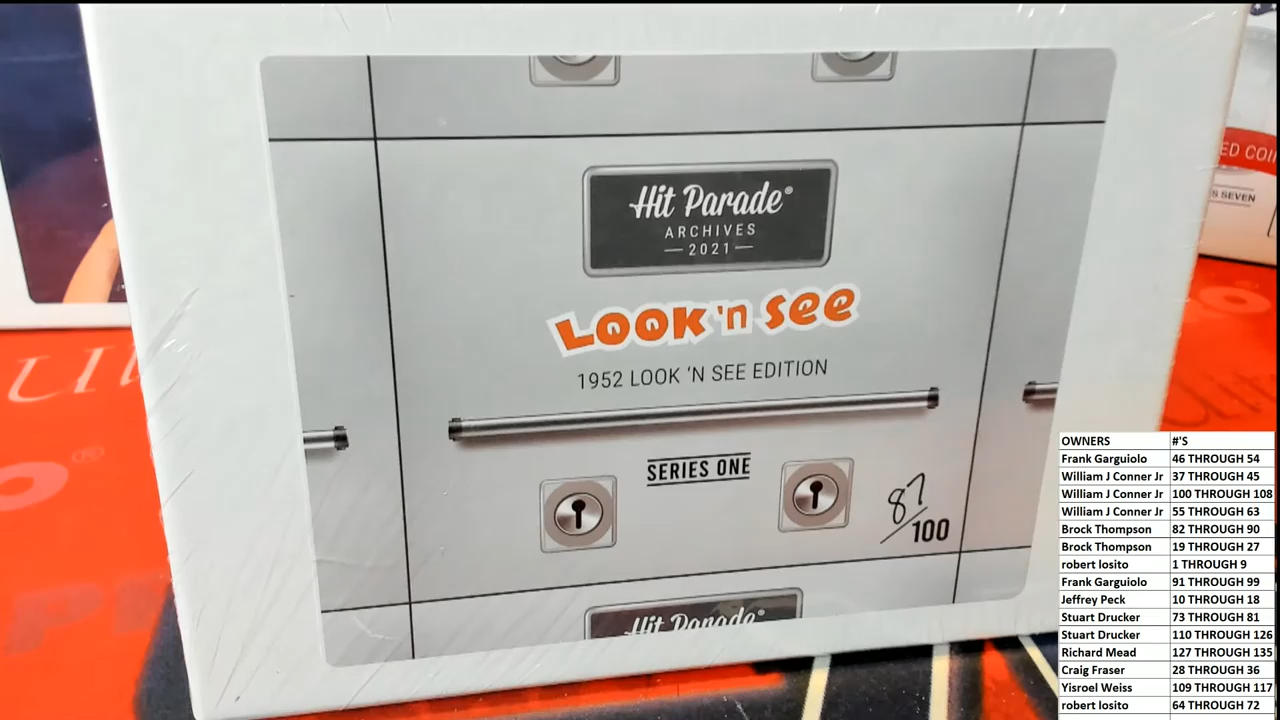 Hit Parade®
ARCHIVES
2021
LOOK 'n SEE
1952 LOOK 'N SEE EDITION
SERIES ONE
87/100
Hit Parade®
ED COI
S SEVEN
OWNERS #'S
Frank Garguiolo 46 THROUGH 54
William J Conner Jr 37 THROUGH 45
William J Conner Jr 100 THROUGH 108
William J Conner Jr 55 THROUGH 63
Brock Thompson 82 THROUGH 90
Brock Thompson 19 THROUGH 27
robert losito 1 THROUGH 9
Frank Garguiolo 91 THROUGH 99
Jeffrey Peck 10 THROUGH 18
Stuart Drucker 73 THROUGH 81
Stuart Drucker 110 THROUGH 126
Richard Mead 127 THROUGH 135
Craig Fraser 28 THROUGH 36
Yisroel Weiss 109 THROUGH 117
robert losito 64 THROUGH 72